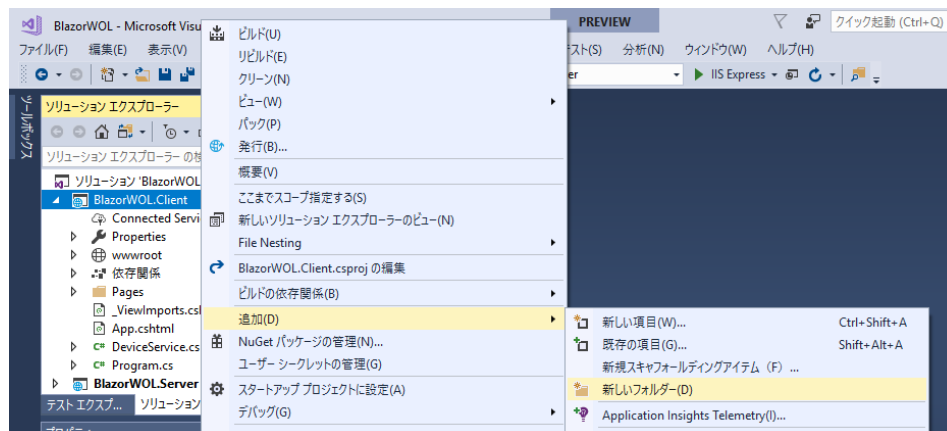 BlazorWOL - Microsoft Visu
PREVIEW
クイック起動 (Ctrl+Q)
ファイル(F) 編集(E) 表示(V)
テスト(S) 分析(N) ウィンドウ(W) ヘルプ(H)
er
IIS Express
ツールボックス
ソリューション エクスプローラー
ソリューション エクスプローラー の検
ソリューション 'BlazorWOL
BlazorWOL.Client
Connected Servi
Properties
wwwroot
依存関係
Pages
_ViewImports.csl
App.cshtml
C# DeviceService.cs
C# Program.cs
BlazorWOL.Server
テスト エクスプ... ソリューション
プロパティ
ビルド(U)
リビルド(E)
クリーン(N)
ビュー(W)
パック(P)
発行(B)...
概要(V)
ここまでスコープ指定する(S)
新しいソリューション エクスプローラーのビュー(N)
File Nesting
BlazorWOL.Client.csproj の編集
ビルドの依存関係(B)
追加(D)
NuGet パッケージの管理(N)...
ユーザー シークレットの管理(G)
スタートアップ プロジェクトに設定(A)
デバッグ(G)
新しい項目(W)... Ctrl+Shift+A
既存の項目(G)... Shift+Alt+A
新規スキャフォールディングアイテム (F) ...
新しいフォルダー(D)
Application Insights Telemetry(I)...